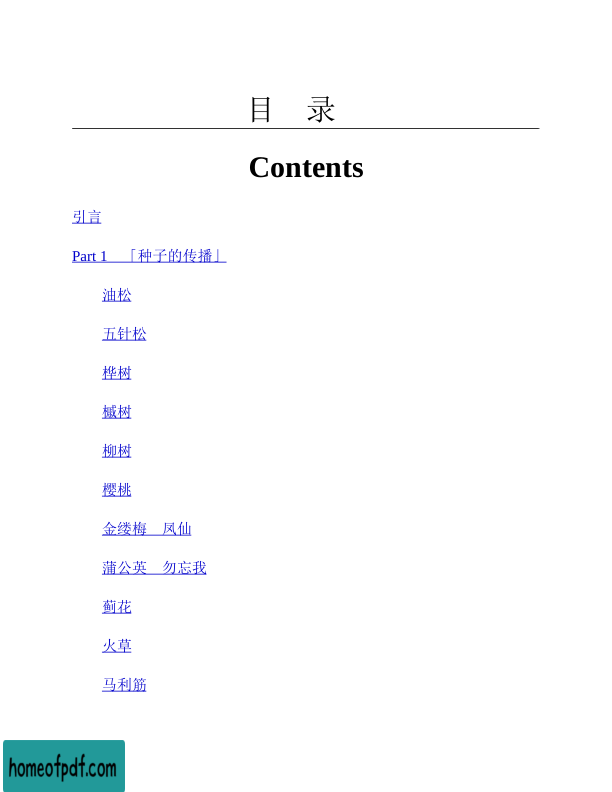 目 录
Contents
引言
Part 1 「种子的传播」
油松
五针松
桦树
槭树
柳树
樱桃
金缕梅 凤仙
蒲公英 勿忘我
蓟花
火草
马利筋
homeofpdf.com